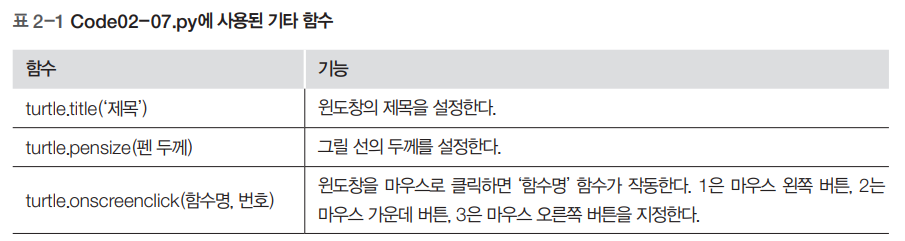 표 2-1 Code02-07.py에 사용된 기타 함수
함수 기능
turtle.title(‘제목’) 윈도창의 제목을 설정한다.
turtle.pensize(펜 두께) 그릴 선의 두께를 설정한다.
turtle.onscreenclick(함수명, 번호) 윈도창을 마우스로 클릭하면 ‘함수명’ 함수가 작동한다. 1은 마우스 왼쪽 버튼, 2는
마우스 가운데 버튼, 3은 마우스 오른쪽 버튼을 지정한다.